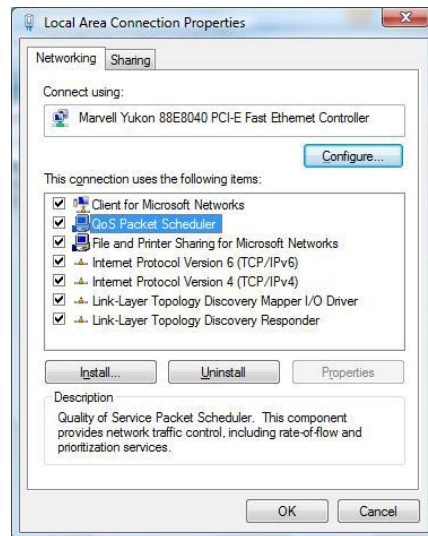 Local Area Connection Properties
Networking
Sharing
Connect using:
Marvell Yukon 88E8040 PCI-E Fast Ethernet Controller
Configure...
This connection uses the following items:
Client for Microsoft Networks
QoS Packet Scheduler
File and Printer Sharing for Microsoft Networks
Internet Protocol Version 6 (TCP/IPv6)
Internet Protocol Version 4 (TCP/IPv4)
Link-Layer Topology Discovery Mapper I/O Driver
Link-Layer Topology Discovery Responder
Install...
Uninstall
Properties
Description
Quality of Service Packet Scheduler. This component
provides network traffic control, including rate-of-flow and
prioritization services.
OK
Cancel